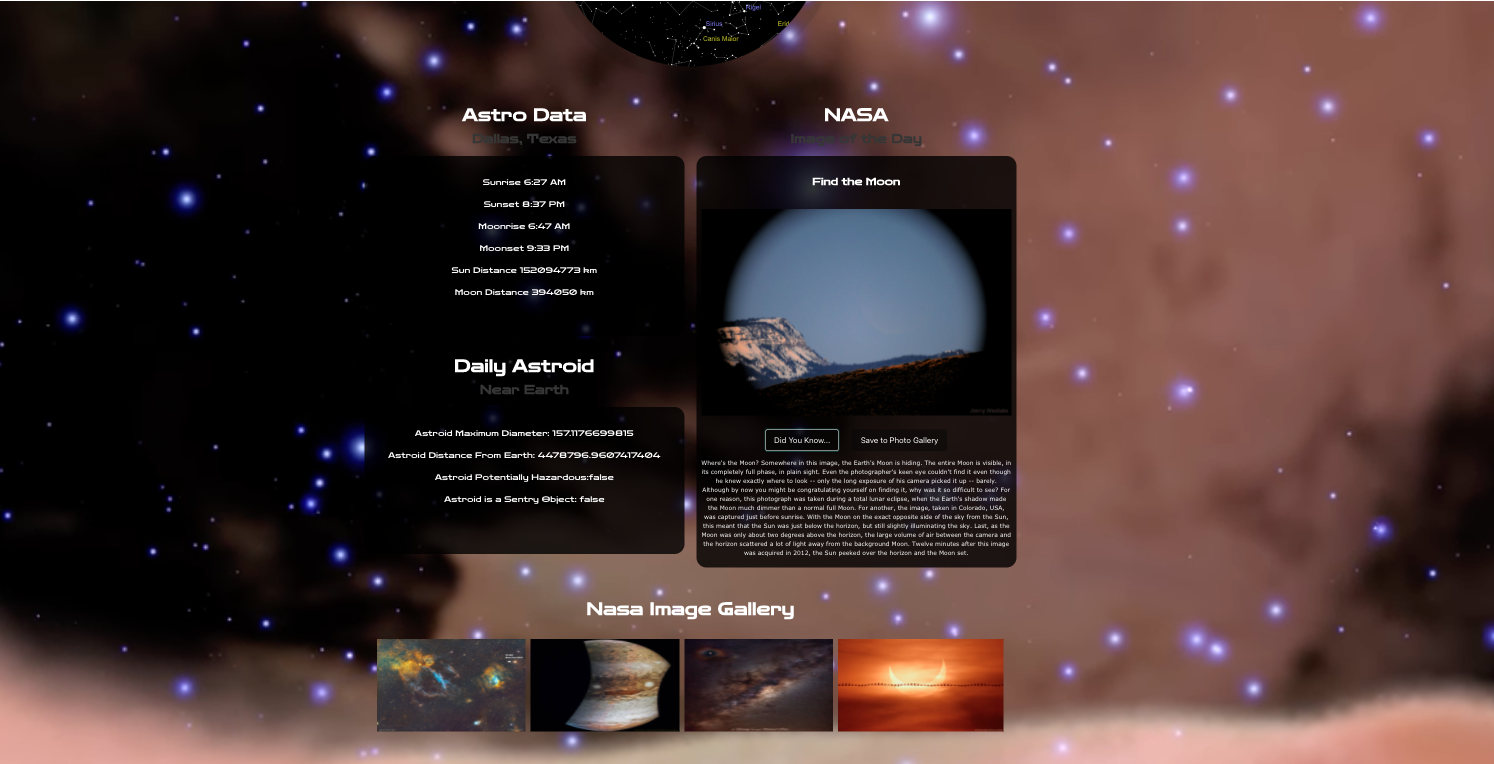 Rigel
Sirius
Canis Maior
Astro Data
Dallas, Texas
Sunrise 6:27 AM
Sunset 8:37 PM
Moonrise 6:47 AM
Moonset 9:33 PM
Sun Distance 152094773 km
Moon Distance 394050 km
Daily Astroid
Near Earth
Astroid Maximum Diameter: 157.1176699815
Astroid Distance From Earth: 4478796.9607417404
Astroid Potentially Hazardous:false
Astroid is a Sentry Object: false
NASA
Image of the Day
Find the Moon
Did You Know...
Save to Photo Gallery
Where's the Moon? Somewhere in this image, the Earth's Moon is hiding. The entire Moon is visible, in
its completely full phase, in plain sight. Even the photographer's keen eye couldn't find it even though
he knew exactly where to look -- only the long exposure of his camera picked it up -- barely.
Although by now you might be congratulating yourself on finding it, why was it so difficult to see? For
one reason, this photograph was taken during a total lunar eclipse, when the Earth's shadow made
the Moon much dimmer than a normal full Moon. For another, the image, taken in Colorado, USA,
was captured just before sunrise. With the Moon on the exact opposite side of the sky from the Sun,
this meant that the Sun was just below the horizon, but still slightly illuminating the sky. Last, as the
Moon was only about two degrees above the horizon, the large volume of air between the camera and
the horizon scattered a lot of light away from the background Moon. Twelve minutes after this image
was acquired in 2012, the Sun peeked over the horizon and the Moon set.
Nasa Image Gallery